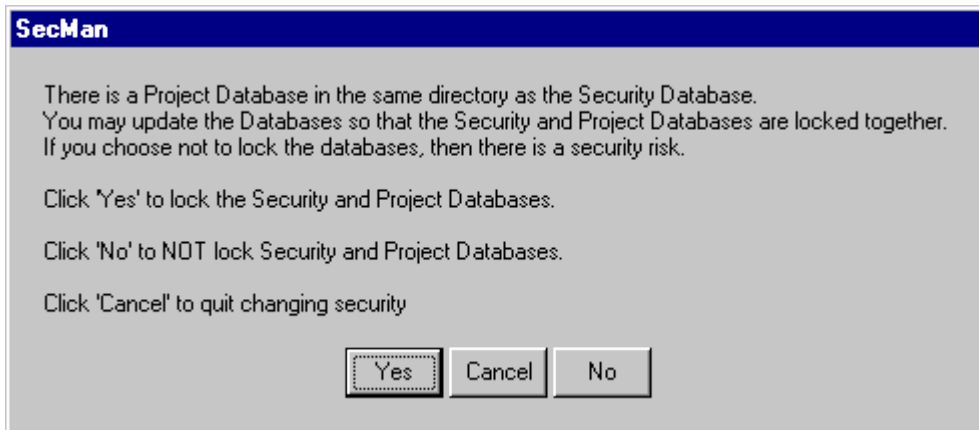 SecMan
There is a Project Database in the same directory as the Security Database.
You may update the Databases so that the Security and Project Databases are locked together.
If you choose not to lock the databases, then there is a security risk.
Click 'Yes' to lock the Security and Project Databases.
Click 'No' to NOT lock Security and Project Databases.
Click 'Cancel' to quit changing security
Yes Cancel No